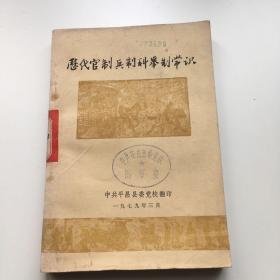 歷代官制兵制科举制常识
中共平昌县委党校翻印
一九七九年三月